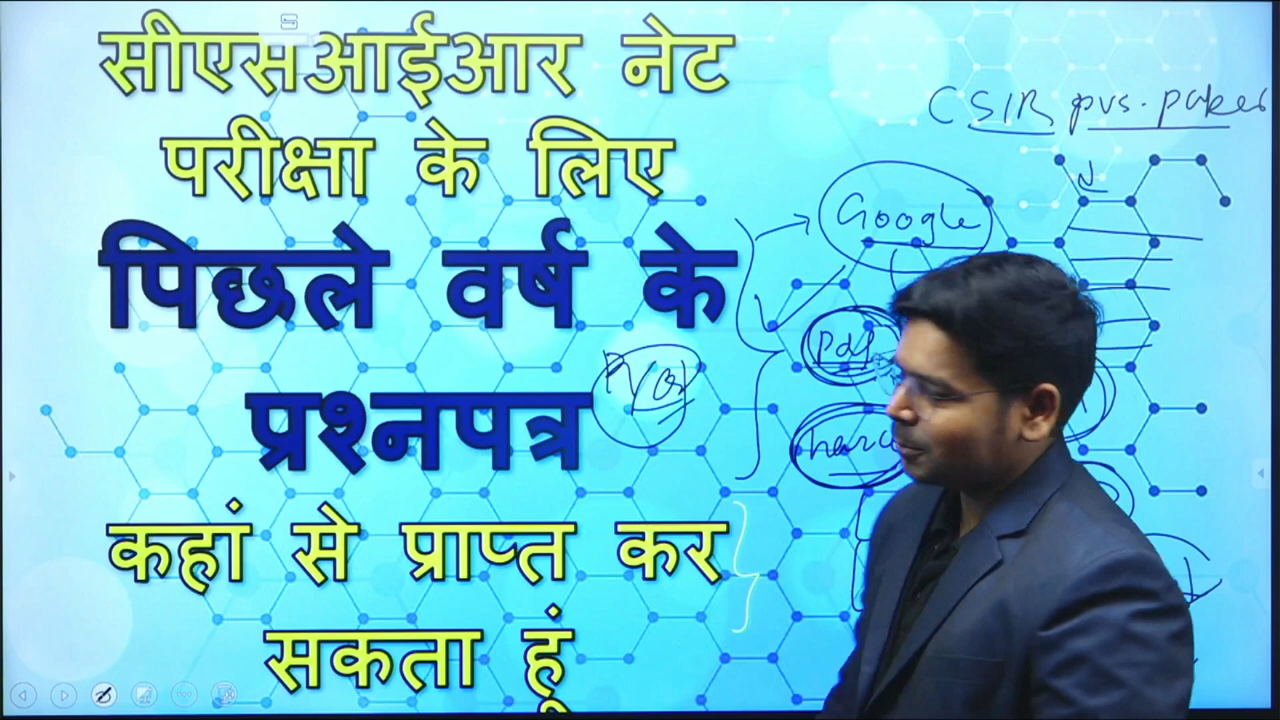 सीएसआईआर नेट
परीक्षा के लिए
पिछले वर्ष के
प्रश्नपत्र
कहां से प्राप्त कर
सकता हूं
CSIR pvs. paper
Google
Pdf